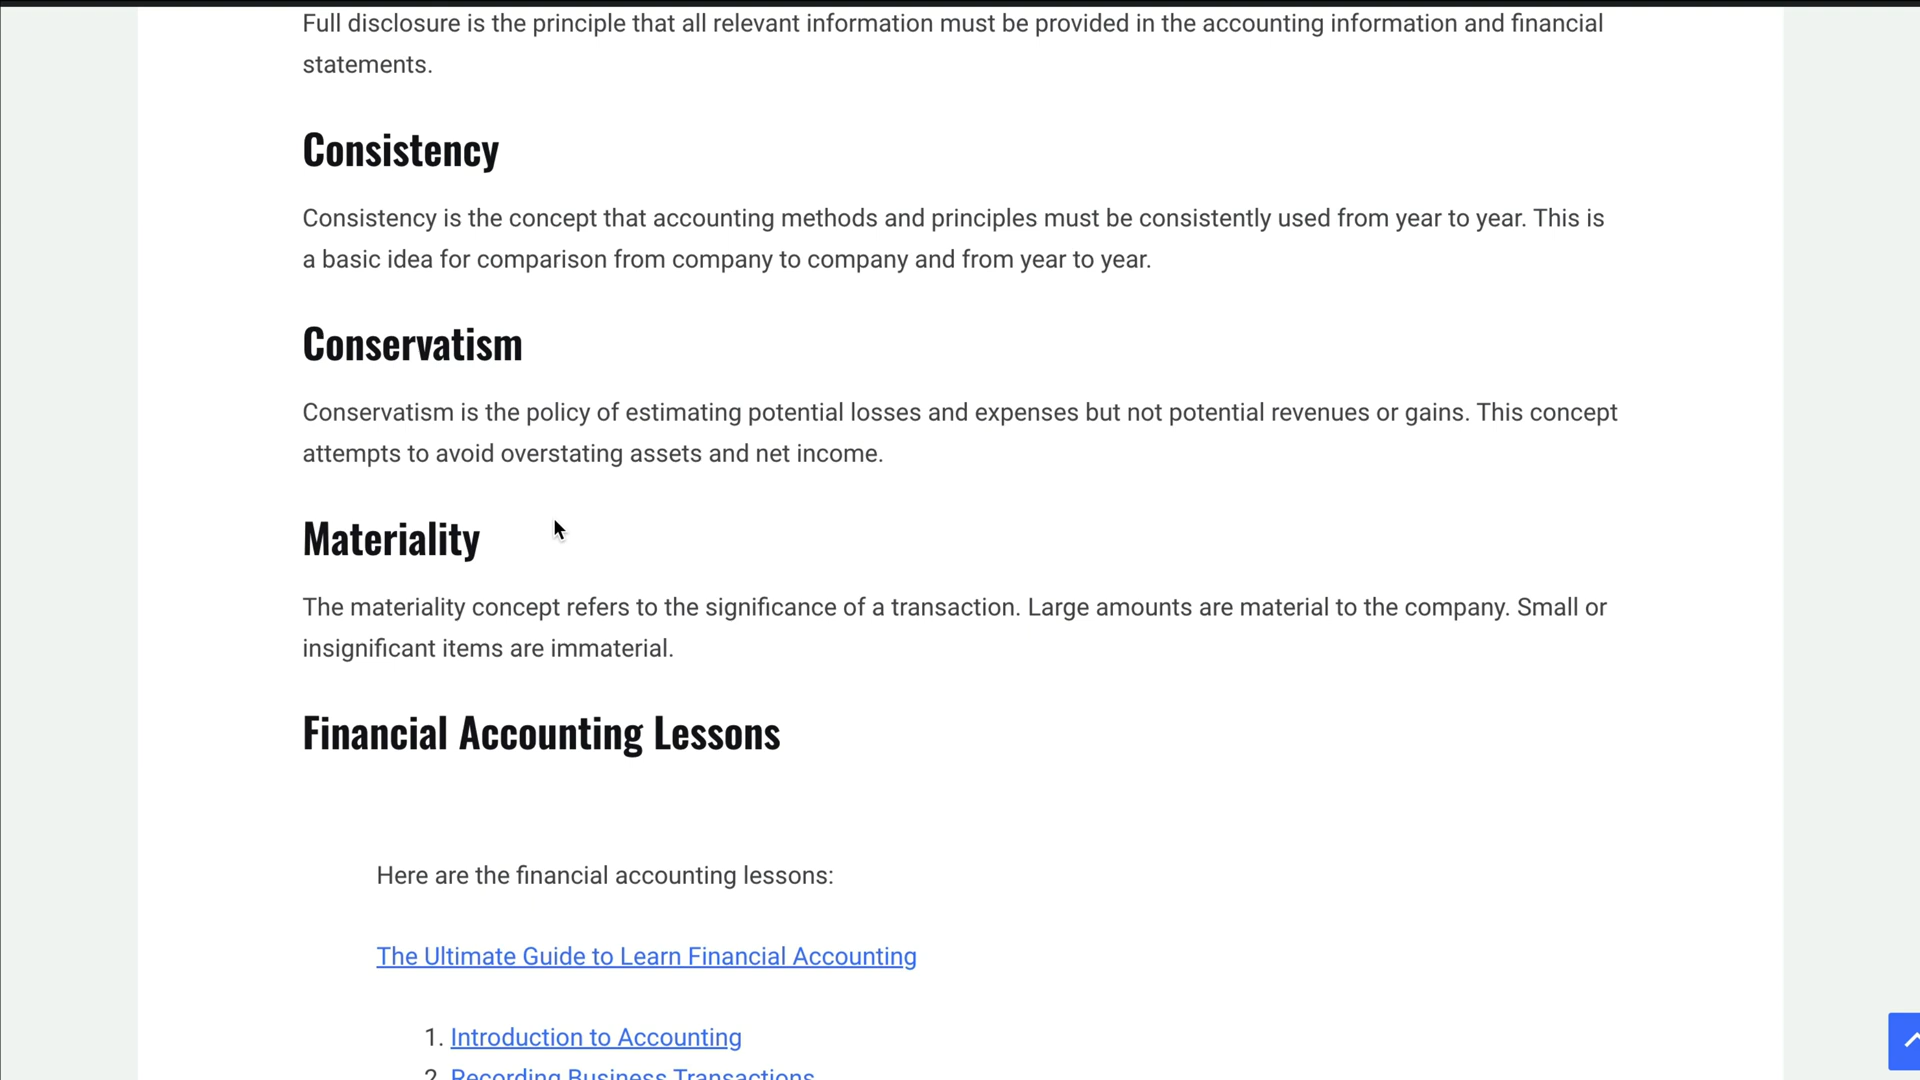 Full disclosure is the principle that all relevant information must be provided in the accounting information and financial
statements.
Consistency
Consistency is the concept that accounting methods and principles must be consistently used from year to year. This is
a basic idea for comparison from company to company and from year to year.
Conservatism
Conservatism is the policy of estimating potential losses and expenses but not potential revenues or gains. This concept
attempts to avoid overstating assets and net income.
Materiality
The materiality concept refers to the significance of a transaction. Large amounts are material to the company. Small or
insignificant items are immaterial.
Financial Accounting Lessons
Here are the financial accounting lessons:
The Ultimate Guide to Learn Financial Accounting
1. Introduction to Accounting
2. Recording Business Transactions